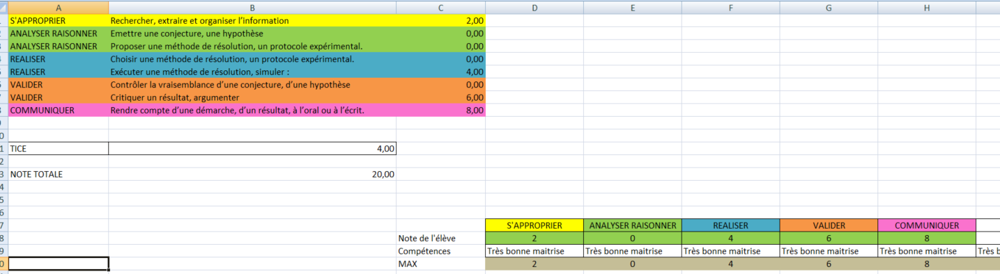 A B C D E F G H
S'APPROPRIER Rechercher, extraire et organiser l'information 2,00
ANALYSER RAISONNER Emettre une conjecture, une hypothèse 0,00
ANALYSER RAISONNER Proposer une méthode de résolution, un protocole expérimental. 0,00
REALISER Choisir une méthode de résolution, un protocole expérimental. 0,00
REALISER Exécuter une méthode de résolution, simuler : 4,00
VALIDER Contrôler la vraisemblance d'une conjecture, d'une hypothèse 0,00
VALIDER Critiquer un résultat, argumenter 6,00
COMMUNIQUER Rendre compte d'une démarche, d'un résultat, à l'oral ou à l'écrit. 8,00
TICE 4,00
NOTE TOTALE 20,00
S'APPROPRIER ANALYSER RAISONNER REALISER VALIDER COMMUNIQUER
Note de l'élève 2 0 4 6 8
Compétences Très bonne maitrise Très bonne maitrise Très bonne maitrise Très bonne maitrise Très bonne maitrise Très
MAX 2 0 4 6 8